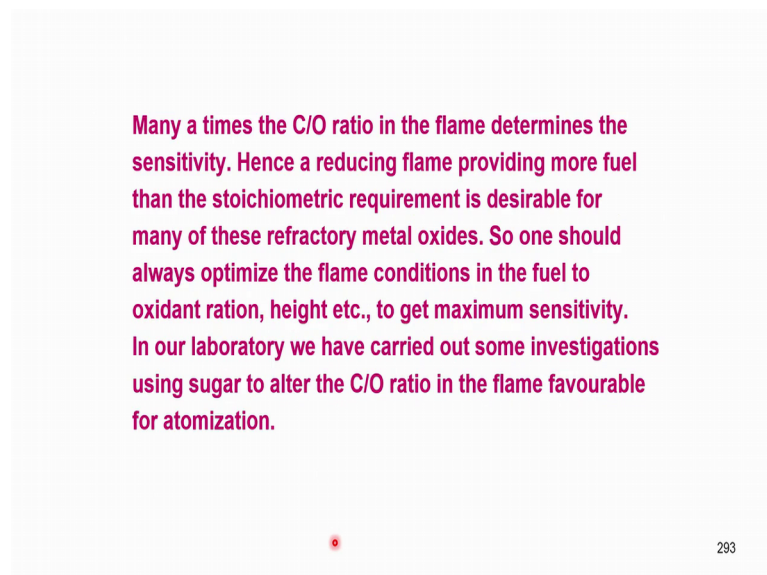 Many a times the C/O ratio in the flame determines the
sensitivity. Hence a reducing flame providing more fuel
than the stoichiometric requirement is desirable for
many of these refractory metal oxides. So one should
always optimize the flame conditions in the fuel to
oxidant ration, height etc., to get maximum sensitivity.
In our laboratory we have carried out some investigations
using sugar to alter the C/O ratio in the flame favourable
for atomization.
293